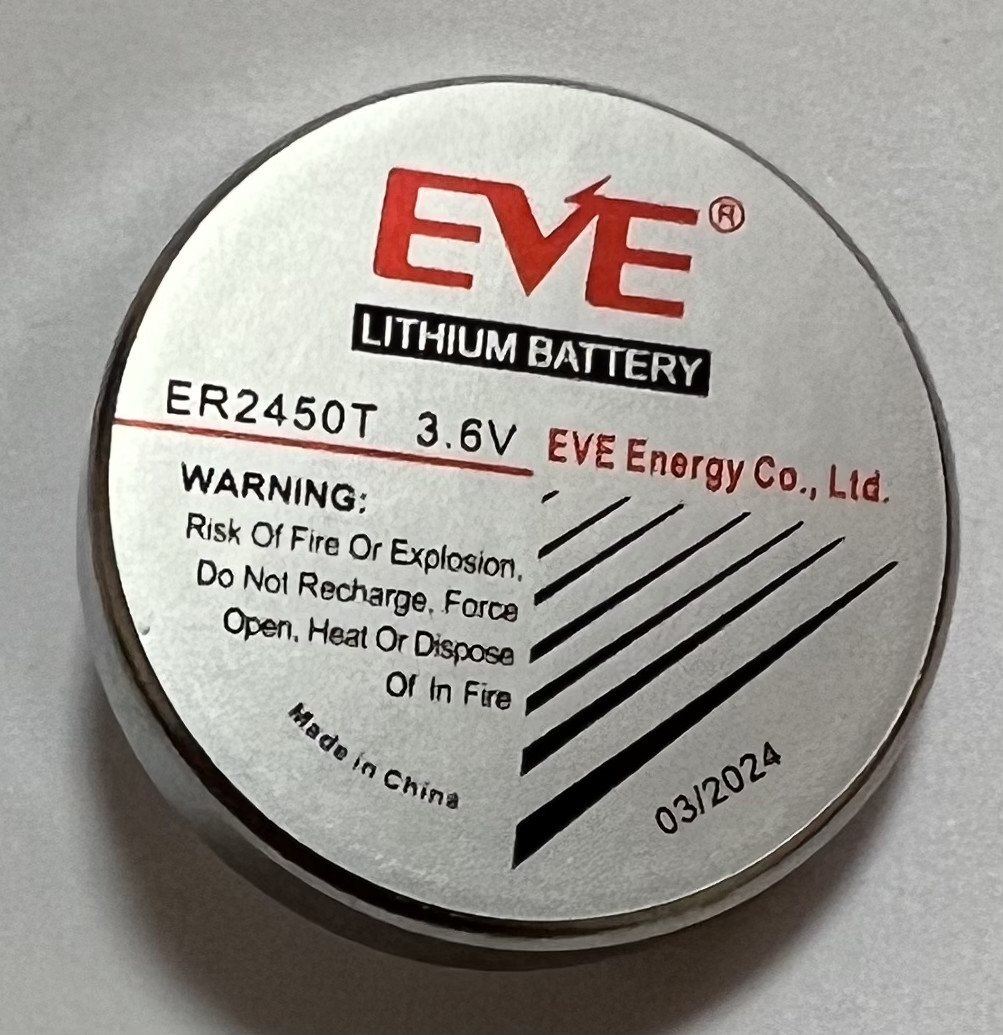 EVE®
LITHIUM BATTERY
ER2450T 3.6V
EVE Energy Co., Ltd.
WARNING:
Risk Of Fire Or Explosion,
Do Not Recharge, Force
Open, Heat Or Dispose
Of In Fire
Made in China
03/2024